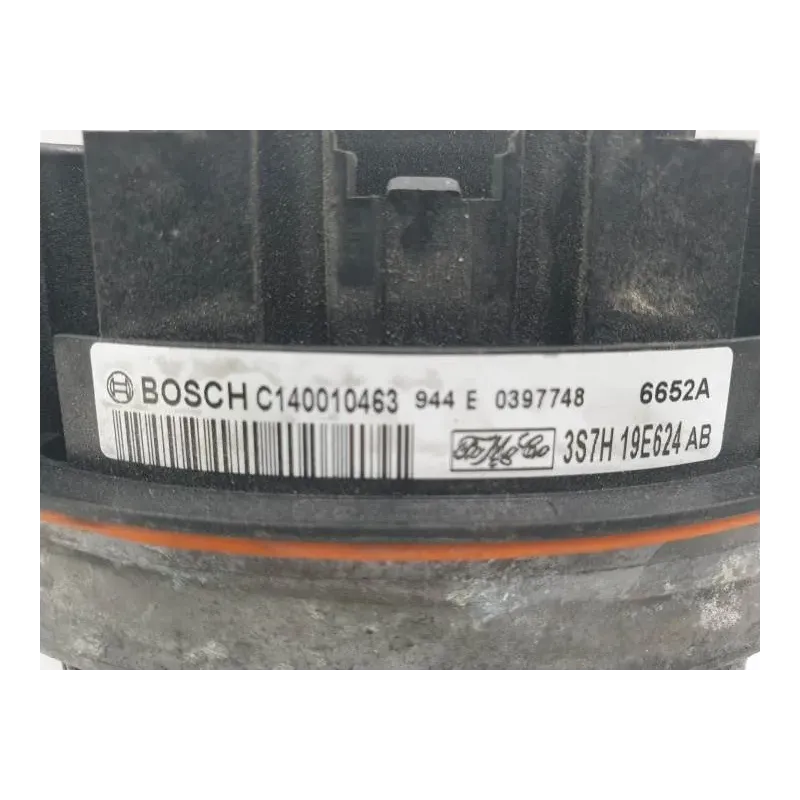 BOSCH C140010463 944 E 0397748 6652A
FoMoCo 3S7H 19E624 AB